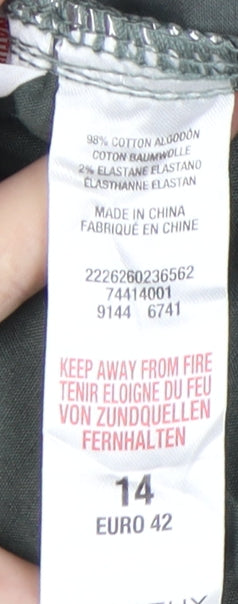 98% COTTON ALGODÓN
COTON BAUMWOLLE
2% ELASTANE ELASTANO
ÉLASTHANNE ELASTAN
MADE IN CHINA
FABRIQUÉ EN CHINE
2226260236562
74414001
9144 6741
KEEP AWAY FROM FIRE
TENIR ELOIGNE DU FEU
VON ZUNDQUELLEN
FERNHALTEN
14
EURO 42